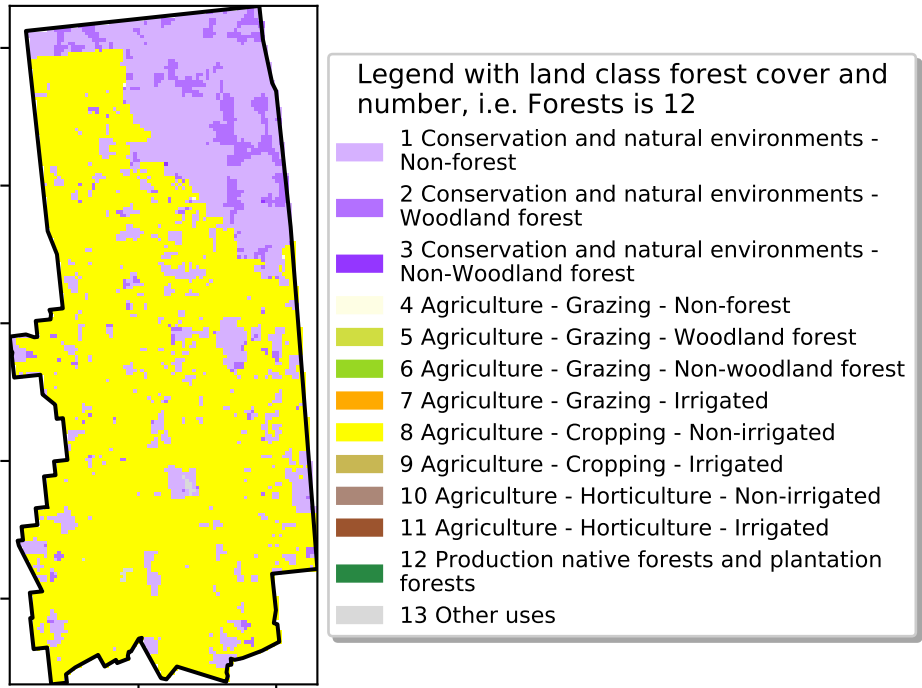 Legend with land class forest cover and
number, i.e. Forests is 12
1 Conservation and natural environments -
Non-forest
2 Conservation and natural environments -
Woodland forest
3 Conservation and natural environments -
Non-Woodland forest
4 Agriculture - Grazing - Non-forest
5 Agriculture - Grazing - Woodland forest
6 Agriculture - Grazing - Non-woodland forest
7 Agriculture - Grazing - Irrigated
8 Agriculture - Cropping - Non-irrigated
9 Agriculture - Cropping - Irrigated
10 Agriculture - Horticulture - Non-irrigated
11 Agriculture - Horticulture - Irrigated
12 Production native forests and plantation
forests
13 Other uses